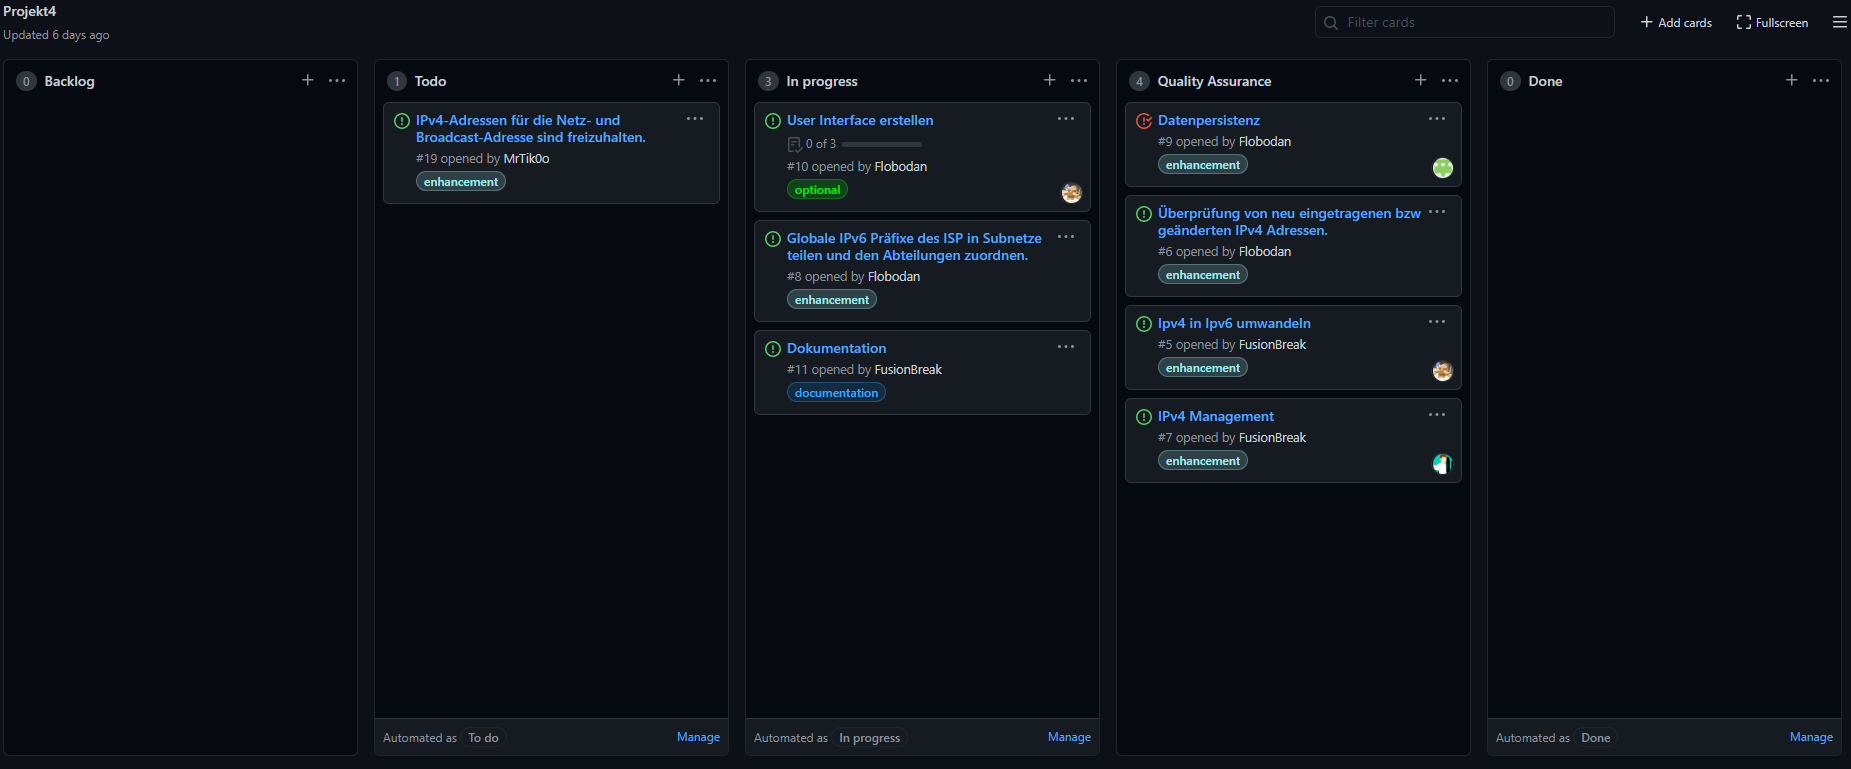 Projekt4
Updated 6 days ago
Filter cards
Add cards
Fullscreen
0 Backlog
1 Todo
IPv4-Adressen für die Netz- und
Broadcast-Adresse sind freizuhalten.
#19 opened by MrTik0o
enhancement
Automated as To do
Manage
3 In progress
User Interface erstellen
0 of 3
#10 opened by Flobodan
optional
Globale IPv6 Präfixe des ISP in Subnetze
teilen und den Abteilungen zuordnen.
#8 opened by Flobodan
enhancement
Dokumentation
#11 opened by FusionBreak
documentation
Automated as In progress
Manage
4 Quality Assurance
Datenpersistenz
#9 opened by Flobodan
enhancement
Überprüfung von neu eingetragenen bzw
geänderten IPv4 Adressen.
#6 opened by Flobodan
enhancement
Ipv4 in Ipv6 umwandeln
#5 opened by FusionBreak
enhancement
IPv4 Management
#7 opened by FusionBreak
enhancement
0 Done
Automated as Done
Manage